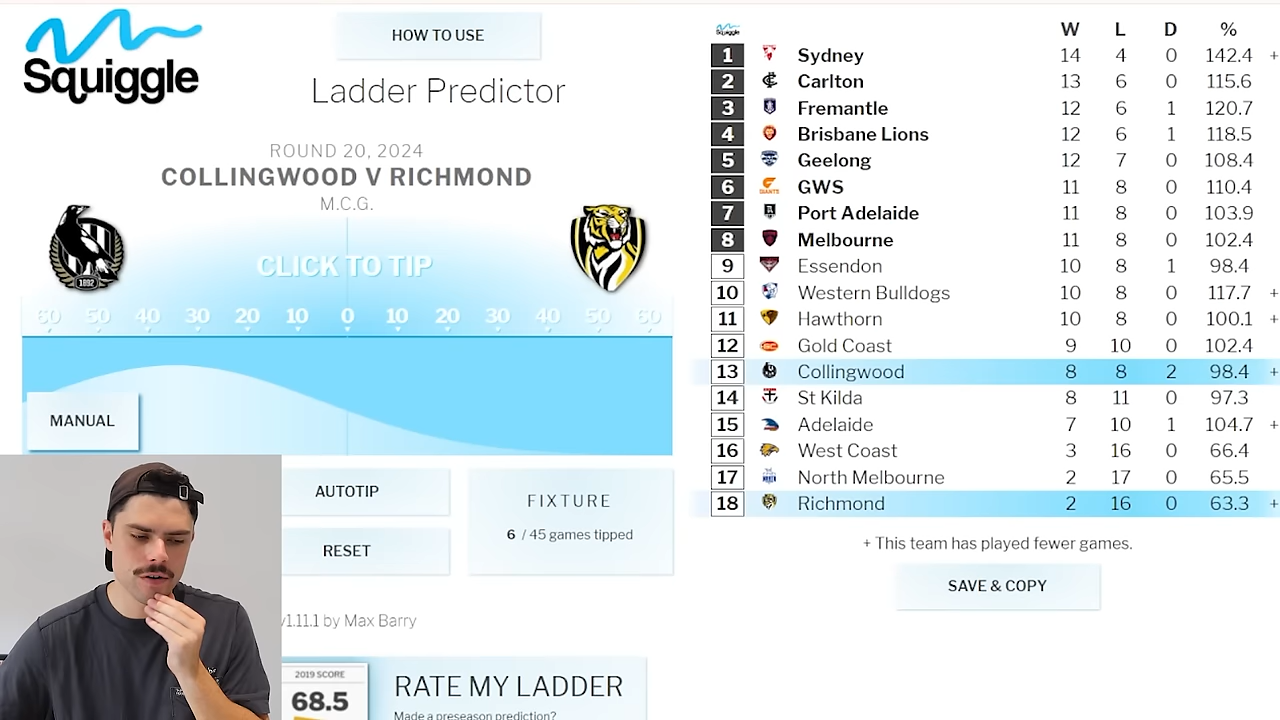 Squiggle
HOW TO USE
Ladder Predictor
ROUND 20, 2024
COLLINGWOOD V RICHMOND
M.C.G.
1892
CLICK TO TIP
60 50 40 30 20 10 0 10 20 30 40 50 60
MANUAL
AUTOTIP
RESET
FIXTURE
6 / 45 games tipped
v1.11.1 by Max Barry
2019 SCORE
68.5
RATE MY LADDER
Made a preseason prediction?
Squiggle W L D %
1 Sydney 14 4 0 142.4 +
2 Carlton 13 6 0 115.6
3 Fremantle 12 6 1 120.7
4 Brisbane Lions 12 6 1 118.5
5 Geelong 12 7 0 108.4
6 GIANTS GWS 11 8 0 110.4
7 Port Adelaide 11 8 0 103.9
8 Melbourne 11 8 0 102.4
9 Essendon 10 8 1 98.4
10 Western Bulldogs 10 8 0 117.7 +
11 Hawthorn 10 8 0 100.1 +
12 Gold Coast 9 10 0 102.4
13 Collingwood 8 8 2 98.4 +
14 St Kilda 8 11 0 97.3
15 Adelaide 7 10 1 104.7 +
16 West Coast 3 16 0 66.4
17 North Melbourne 2 17 0 65.5
18 Richmond 2 16 0 63.3 +
+ This team has played fewer games.
SAVE & COPY